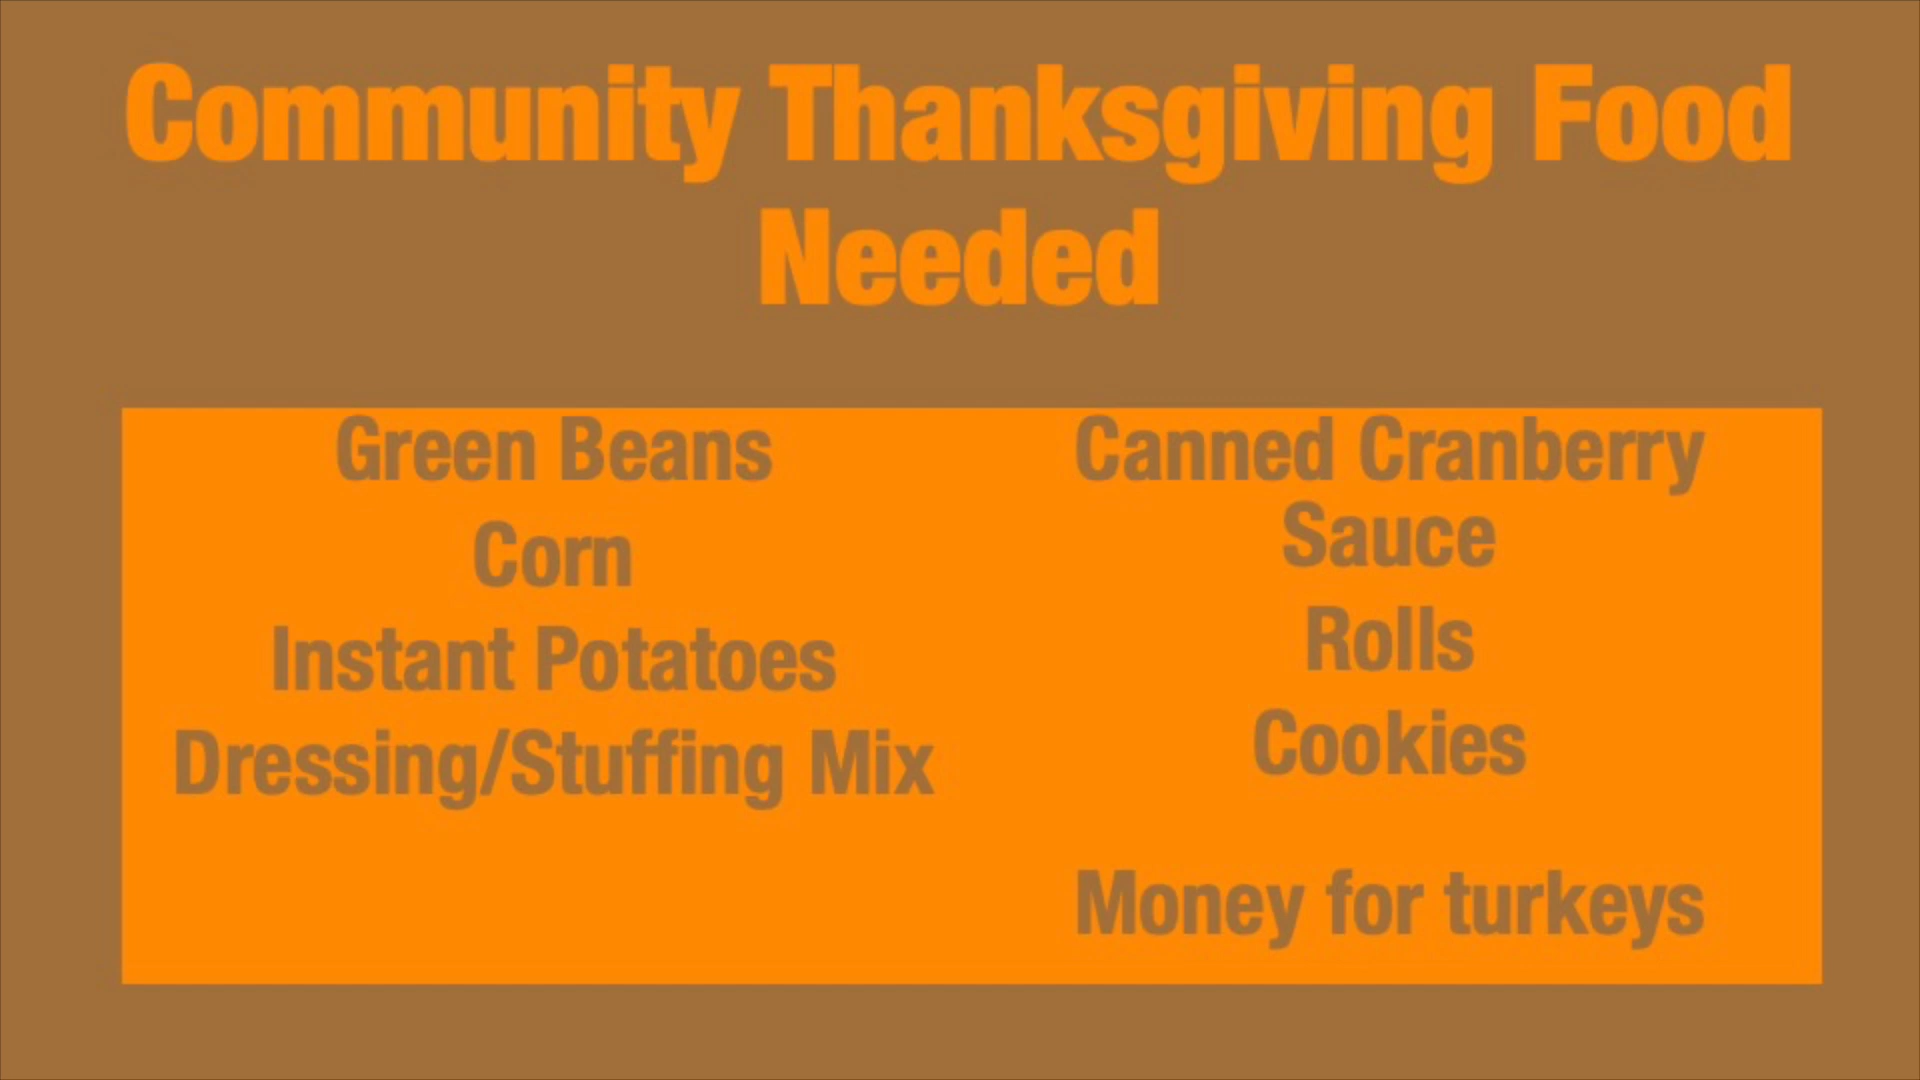 Community Thanksgiving Food
Needed
Green Beans
Corn
Instant Potatoes
Dressing/Stuffing Mix
Canned Cranberry
Sauce
Rolls
Cookies
Money for turkeys